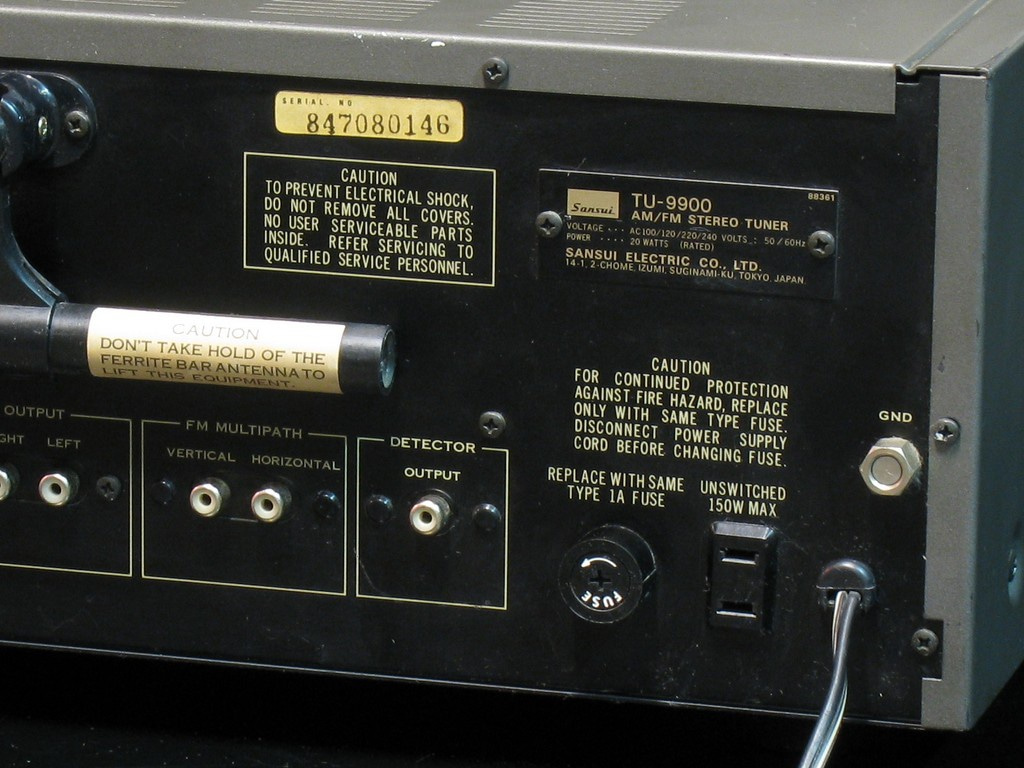 SERIAL. NO
847080146
CAUTION
TO PREVENT ELECTRICAL SHOCK,
DO NOT REMOVE ALL COVERS.
NO USER SERVICEABLE PARTS
INSIDE. REFER SERVICING TO
QUALIFIED SERVICE PERSONNEL.
Sansui
TU-9900
88361
AM/FM STEREO TUNER
VOLTAGE ... AC100/120/220/240 VOLTS.: 50/60Hz
POWER .... 20 WATTS (RATED)
SANSUI ELECTRIC CO., LTD.
14-1, 2-CHOME, IZUMI, SUGINAMI-KU, TOKYO, JAPAN
CAUTION
DON'T TAKE HOLD OF THE
FERRITE BAR ANTENNA TO
LIFT THIS EQUIPMENT.
OUTPUT
GHT LEFT
FM MULTIPATH
VERTICAL HORIZONTAL
DETECTOR
OUTPUT
CAUTION
FOR CONTINUED PROTECTION
AGAINST FIRE HAZARD, REPLACE
ONLY WITH SAME TYPE FUSE.
DISCONNECT POWER SUPPLY
CORD BEFORE CHANGING FUSE.
REPLACE WITH SAME
TYPE 1A FUSE
UNSWITCHED
150W MAX
GND
FUSE